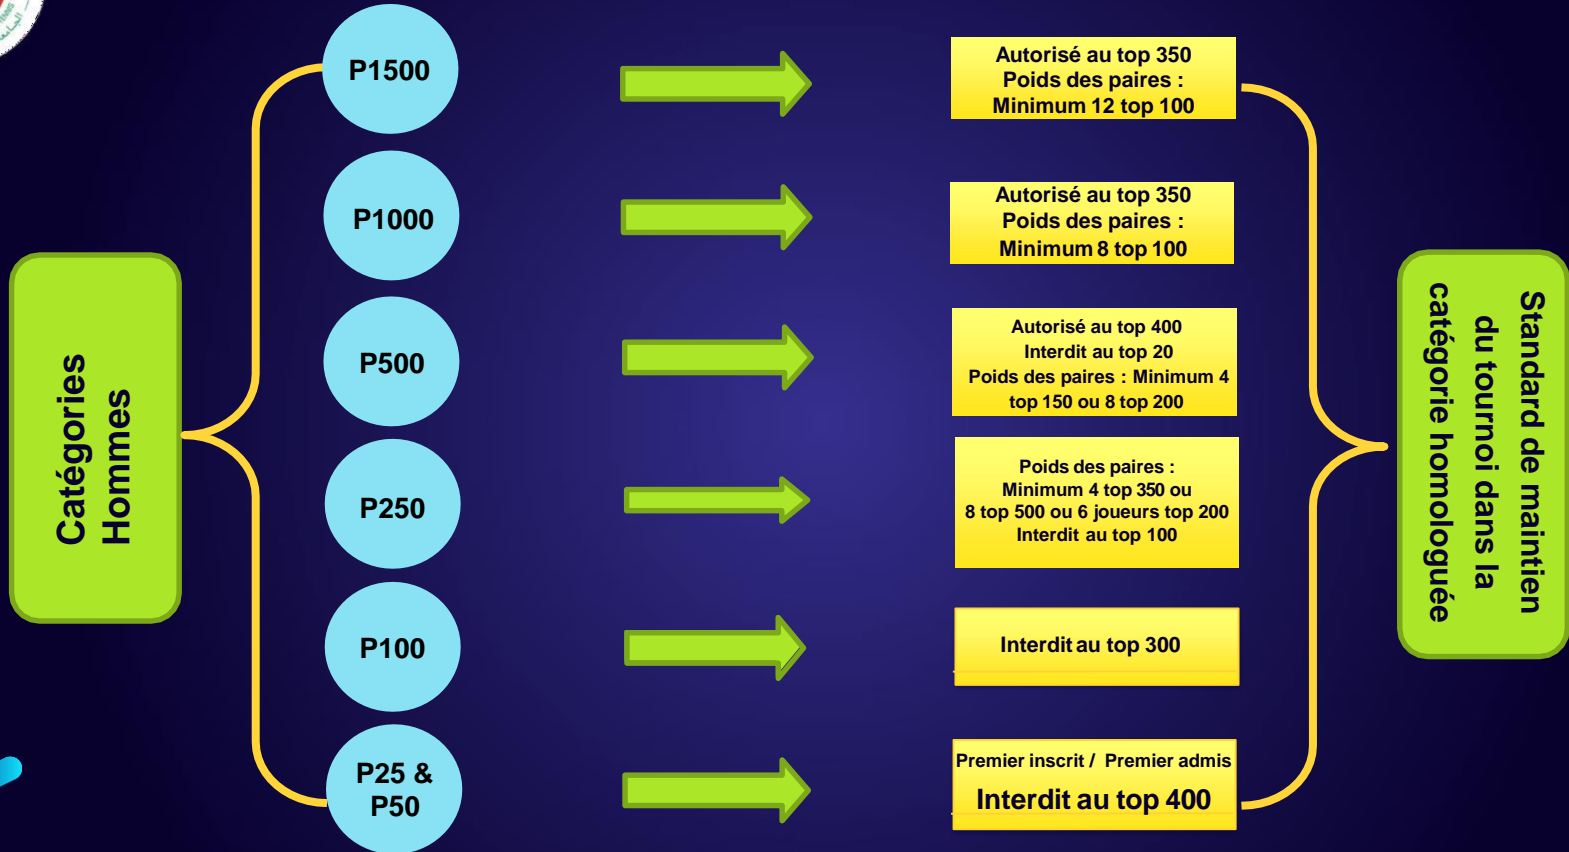 Catégories
Hommes
P1500
Autorisé au top 350
Poids des paires :
Minimum 12 top 100
P1000
Autorisé au top 350
Poids des paires :
Minimum 8 top 100
P500
Autorisé au top 400
Interdit au top 20
Poids des paires : Minimum 4
top 150 ou 8 top 200
P250
Poids des paires :
Minimum 4 top 350 ou
8 top 500 ou 6 joueurs top 200
Interdit au top 100
P100
Interdit au top 300
P25 &
P50
Premier inscrit / Premier admis
Interdit au top 400
Standard de maintien
du tournoi dans la
catégorie homologuée